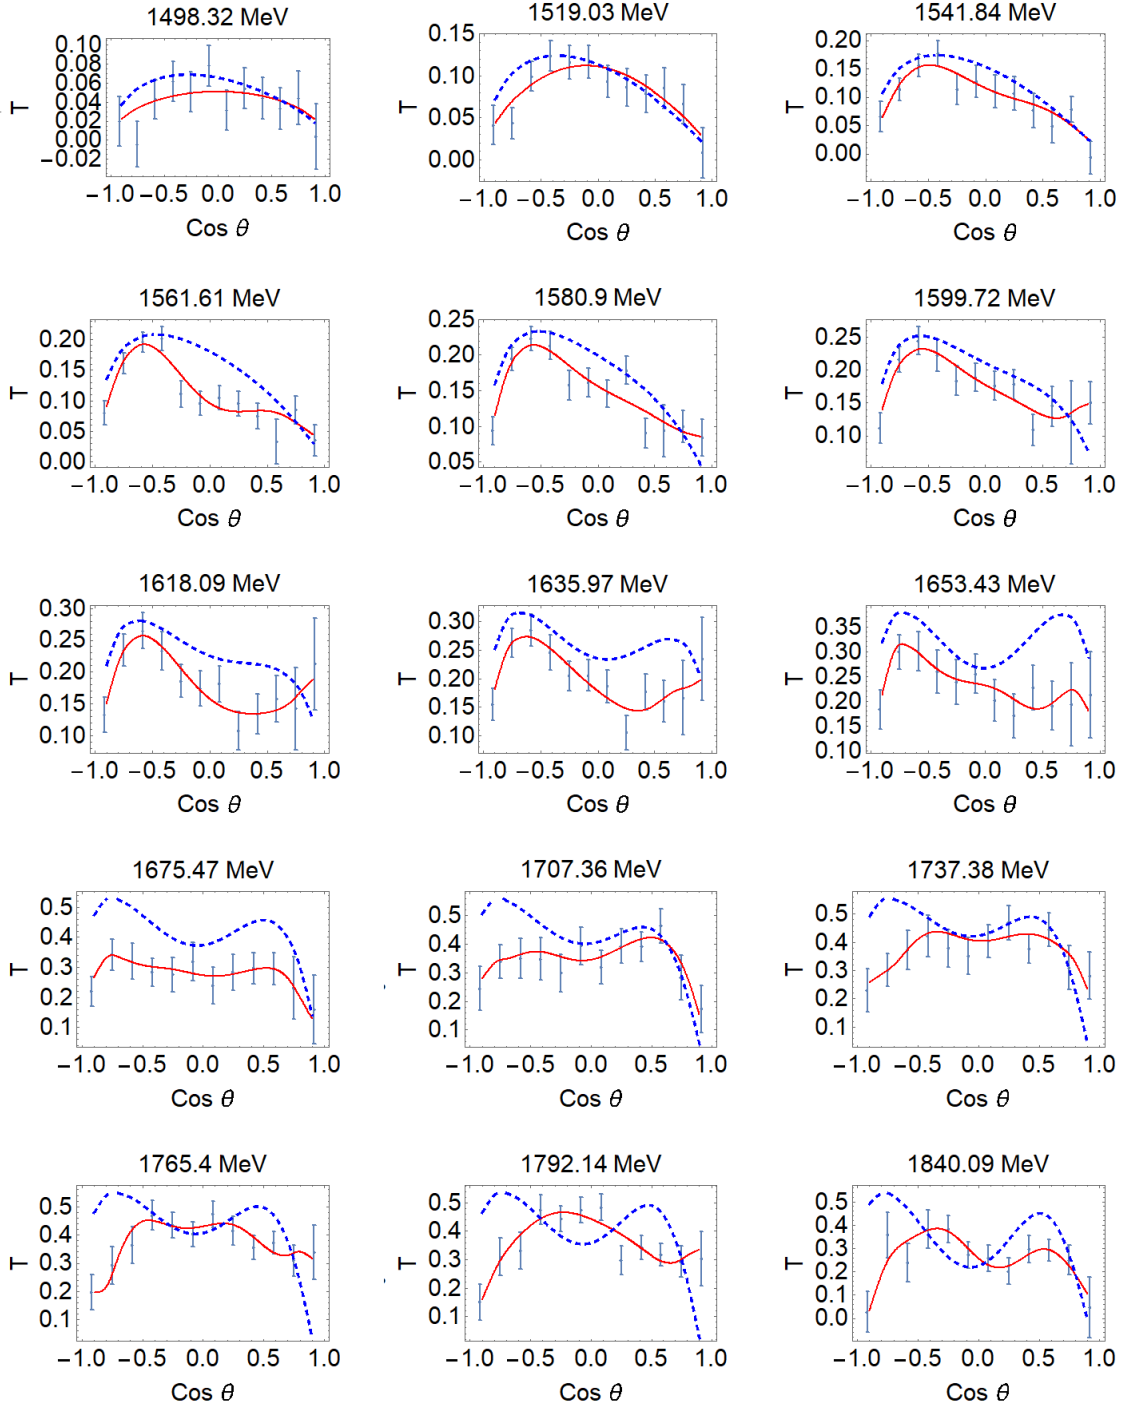 1498.32 MeV
0.10
0.08
0.06
0.04
0.02
0.00
−0.02
T
−1.0 −0.5 0.0 0.5 1.0
Cos θ
1519.03 MeV
0.15
0.10
0.05
0.00
T
−1.0 −0.5 0.0 0.5 1.0
Cos θ
1541.84 MeV
0.20
0.15
0.10
0.05
0.00
T
−1.0 −0.5 0.0 0.5 1.0
Cos θ
1561.61 MeV
0.20
0.15
0.10
0.05
0.00
T
−1.0 −0.5 0.0 0.5 1.0
Cos θ
1580.9 MeV
0.25
0.20
0.15
0.10
0.05
T
−1.0 −0.5 0.0 0.5 1.0
Cos θ
1599.72 MeV
0.25
0.20
0.15
0.10
T
−1.0 −0.5 0.0 0.5 1.0
Cos θ
1618.09 MeV
0.30
0.25
0.20
0.15
0.10
T
−1.0 −0.5 0.0 0.5 1.0
Cos θ
1635.97 MeV
0.30
0.25
0.20
0.15
0.10
T
−1.0 −0.5 0.0 0.5 1.0
Cos θ
1653.43 MeV
0.35
0.30
0.25
0.20
0.15
0.10
T
−1.0 −0.5 0.0 0.5 1.0
Cos θ
1675.47 MeV
0.5
0.4
0.3
0.2
0.1
T
−1.0 −0.5 0.0 0.5 1.0
Cos θ
1707.36 MeV
0.5
0.4
0.3
0.2
0.1
T
−1.0 −0.5 0.0 0.5 1.0
Cos θ
1737.38 MeV
0.5
0.4
0.3
0.2
0.1
T
−1.0 −0.5 0.0 0.5 1.0
Cos θ
1765.4 MeV
0.5
0.4
0.3
0.2
0.1
T
−1.0 −0.5 0.0 0.5 1.0
Cos θ
1792.14 MeV
0.5
0.4
0.3
0.2
0.1
T
−1.0 −0.5 0.0 0.5 1.0
Cos θ
1840.09 MeV
0.5
0.4
0.3
0.2
0.1
0.0
T
−1.0 −0.5 0.0 0.5 1.0
Cos θ